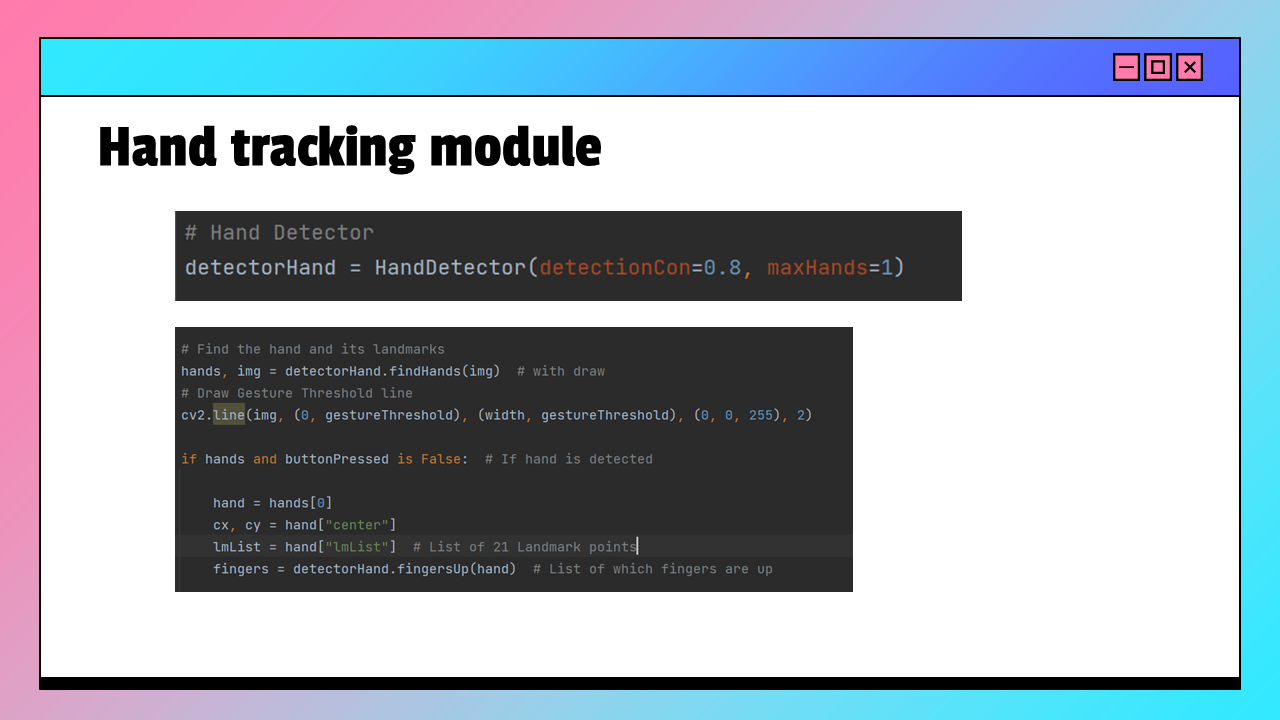 Hand tracking module
# Hand Detector
detectorHand = HandDetector(detectionCon=0.8, maxHands=1)
# Find the hand and its landmarks
hands, img = detectorHand.findHands(img)  # with draw
# Draw Gesture Threshold line
cv2.line(img, (0, gestureThreshold), (width, gestureThreshold), (0, 0, 255), 2)
if hands and buttonPressed is False:  # If hand is detected
    hand = hands[0]
    cx, cy = hand["center"]
    lmList = hand["lmList"]  # List of 21 Landmark points
    fingers = detectorHand.fingersUp(hand)  # List of which fingers are up